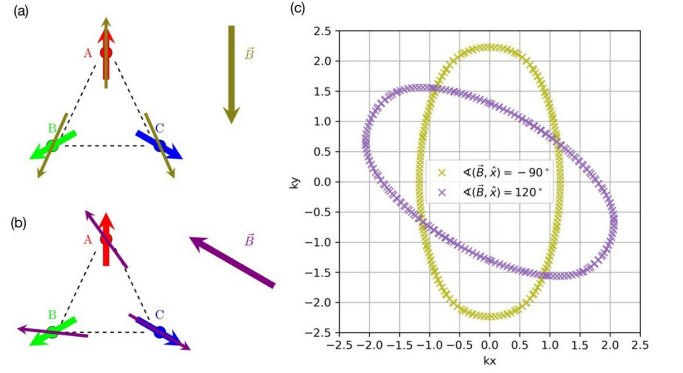 (a)
A
B
C
B⃗
(b)
A
B
C
B⃗
(c)
2.5
2.0
1.5
1.0
0.5
0.0
−0.5
−1.0
−1.5
−2.0
−2.5
ky
∢(B⃗, x̂) = −90°
∢(B⃗, x̂) = 120°
−2.5 −2.0 −1.5 −1.0 −0.5 0.0 0.5 1.0 1.5 2.0 2.5
kx